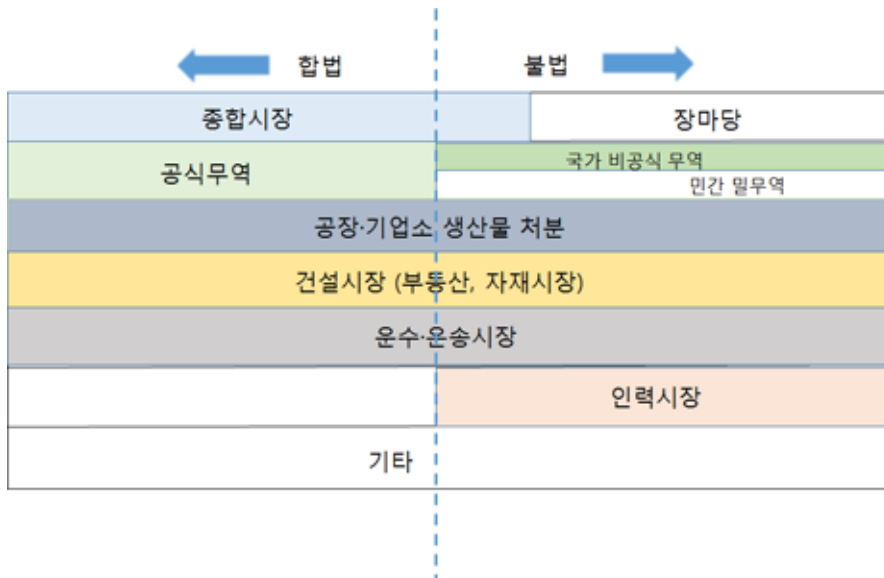 합법 불법
종합시장 장마당
공식무역 국가 비공식 무역
민간 밀무역
공장·기업소 생산물 처분
건설시장 (부동산, 자재시장)
운수·운송시장
인력시장
기타